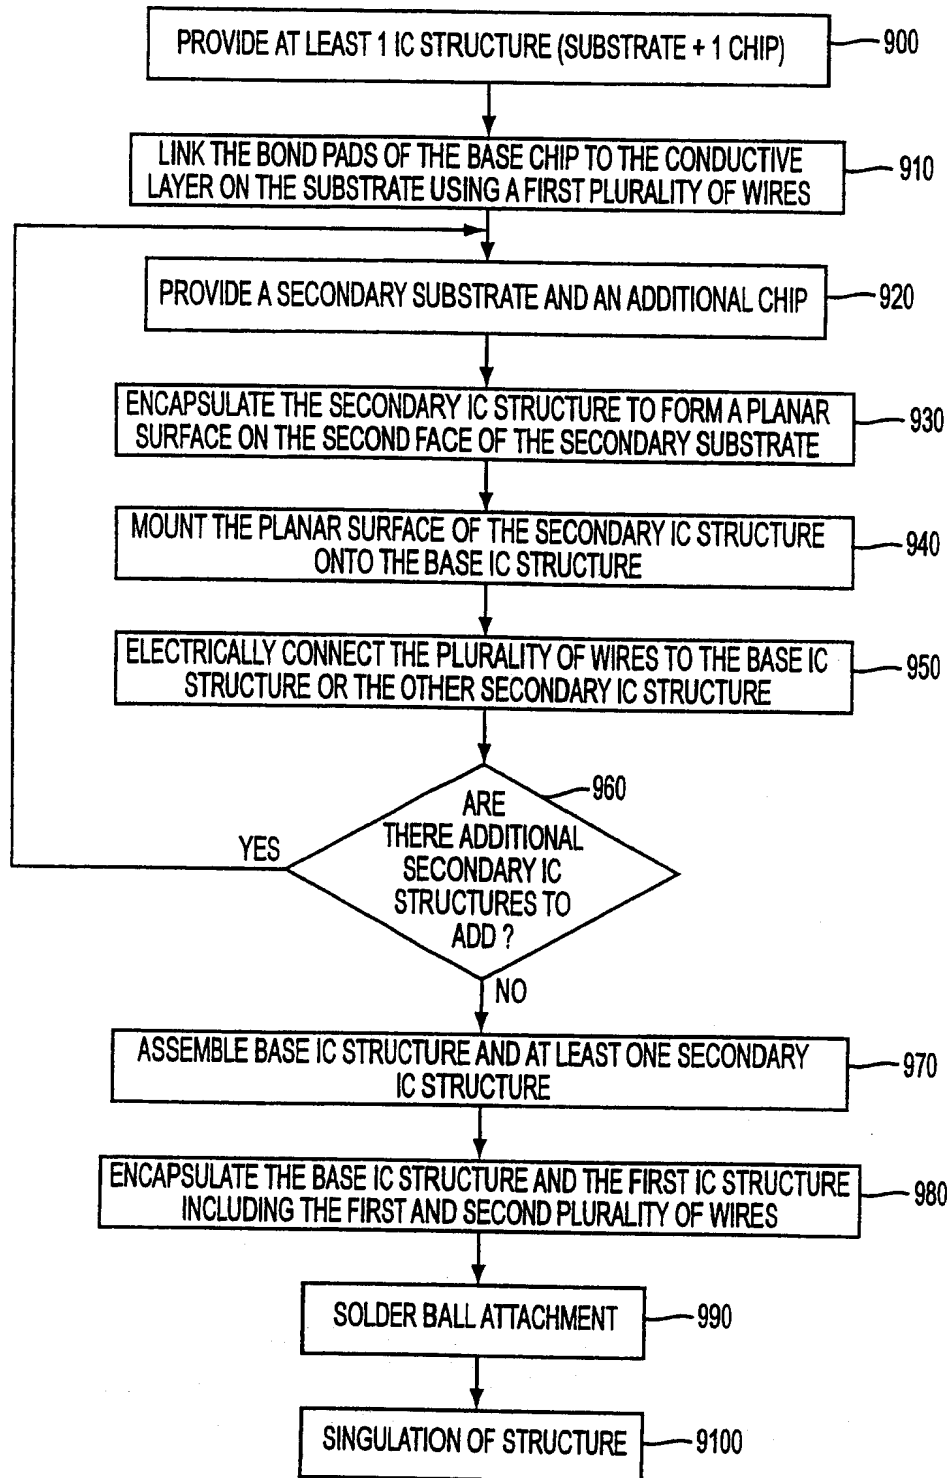 PROVIDE AT LEAST 1 IC STRUCTURE (SUBSTRATE + 1 CHIP)
900
LINK THE BOND PADS OF THE BASE CHIP TO THE CONDUCTIVE
LAYER ON THE SUBSTRATE USING A FIRST PLURALITY OF WIRES
910
PROVIDE A SECONDARY SUBSTRATE AND AN ADDITIONAL CHIP
920
ENCAPSULATE THE SECONDARY IC STRUCTURE TO FORM A PLANAR
SURFACE ON THE SECOND FACE OF THE SECONDARY SUBSTRATE
930
MOUNT THE PLANAR SURFACE OF THE SECONDARY IC STRUCTURE
ONTO THE BASE IC STRUCTURE
940
ELECTRICALLY CONNECT THE PLURALITY OF WIRES TO THE BASE IC
STRUCTURE OR THE OTHER SECONDARY IC STRUCTURE
950
960
ARE
THERE ADDITIONAL
SECONDARY IC
STRUCTURES TO
ADD ?
YES
NO
ASSEMBLE BASE IC STRUCTURE AND AT LEAST ONE SECONDARY
IC STRUCTURE
970
ENCAPSULATE THE BASE IC STRUCTURE AND THE FIRST IC STRUCTURE
INCLUDING THE FIRST AND SECOND PLURALITY OF WIRES
980
SOLDER BALL ATTACHMENT
990
SINGULATION OF STRUCTURE
9100